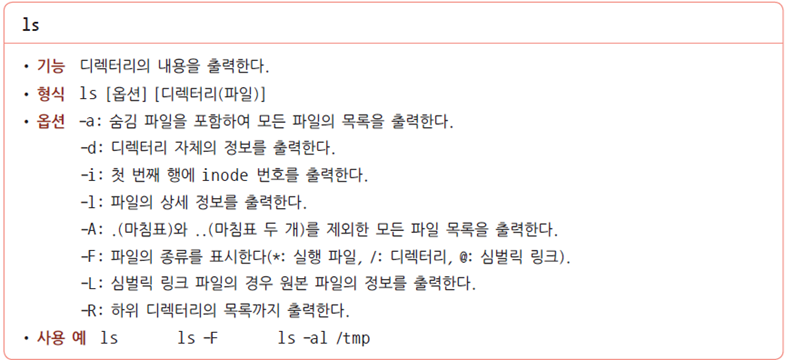 ls
• 기능 디렉터리의 내용을 출력한다.
• 형식 ls [옵션] [디렉터리(파일)]
• 옵션 -a: 숨김 파일을 포함하여 모든 파일의 목록을 출력한다.
-d: 디렉터리 자체의 정보를 출력한다.
-i: 첫 번째 행에 inode 번호를 출력한다.
-l: 파일의 상세 정보를 출력한다.
-A: .(마침표)와 ..(마침표 두 개)를 제외한 모든 파일 목록을 출력한다.
-F: 파일의 종류를 표시한다(*: 실행 파일, /: 디렉터리, @: 심벌릭 링크).
-L: 심벌릭 링크 파일의 경우 원본 파일의 정보를 출력한다.
-R: 하위 디렉터리의 목록까지 출력한다.
• 사용 예 ls ls -F ls -al /tmp